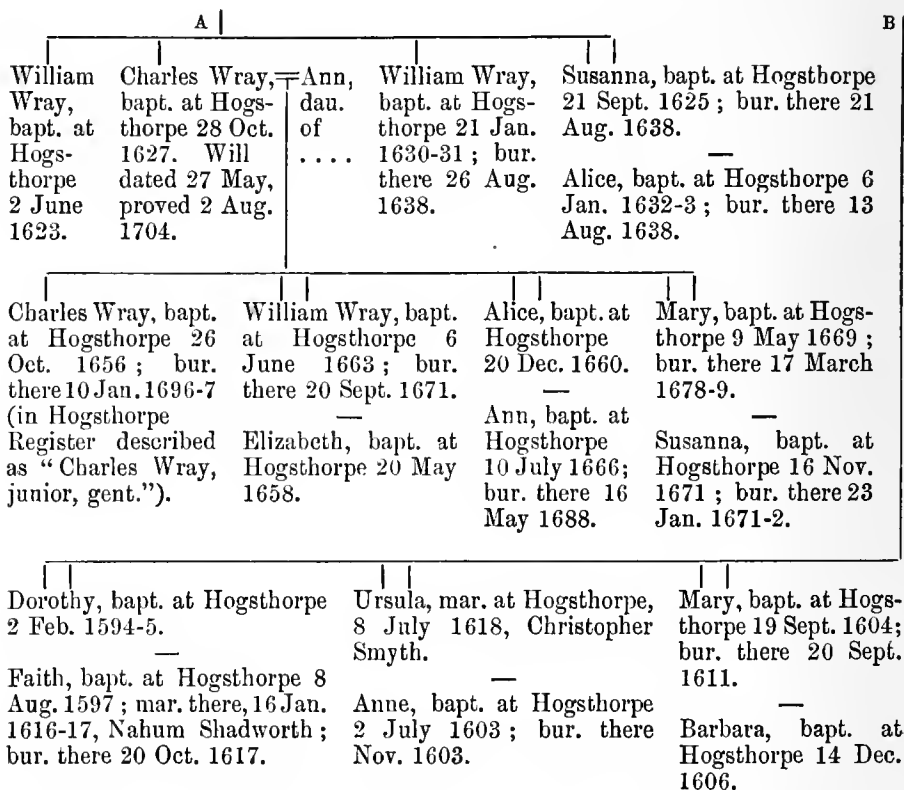 A
B
William
Wray,
bapt. at
Hogs-
thorpe
2 June
1623.
Charles Wray,
bapt. at Hogs-
thorpe 28 Oct.
1627. Will
dated 27 May,
proved 2 Aug.
1704.
Ann,
dau.
of
....
William Wray,
bapt. at Hogs-
thorpe 21 Jan.
1630-31 ; bur.
there 26 Aug.
1638.
Susanna, bapt. at Hogsthorpe
21 Sept. 1625 ; bur. there 21
Aug. 1638.
—
Alice, bapt. at Hogsthorpe 6
Jan. 1632-3 ; bur. there 13
Aug. 1638.
Charles Wray, bapt.
at Hogsthorpe 26
Oct. 1656 ; bur.
there 10 Jan. 1696-7
(in Hogsthorpe
Register described
as “ Charles Wray,
junior, gent.”).
William Wray, bapt.
at Hogsthorpe 6
June 1663 ; bur.
there 20 Sept. 1671.
—
Elizabeth, bapt. at
Hogsthorpe 20 May
1658.
Alice, bapt. at
Hogsthorpe
20 Dec. 1660.
—
Ann, bapt. at
Hogsthorpe
10 July 1666;
bur. there 16
May 1688.
Mary, bapt. at Hogs-
thorpe 9 May 1669 ;
bur. there 17 March
1678-9.
—
Susanna, bapt. at
Hogsthorpe 16 Nov.
1671 ; bur. there 23
Jan. 1671-2.
Dorothy, bapt. at Hogsthorpe
2 Feb. 1594-5.
—
Faith, bapt. at Hogsthorpe 8
Aug. 1597 ; mar. there, 16 Jan.
1616-17, Nahum Shadworth ;
bur. there 20 Oct. 1617.
Ursula, mar. at Hogsthorpe,
8 July 1618, Christopher
Smyth.
—
Anne, bapt. at Hogsthorpe
2 July 1603 ; bur. there
Nov. 1603.
Mary, bapt. at Hogs-
thorpe 19 Sept. 1604;
bur. there 20 Sept.
1611.
—
Barbara, bapt. at
Hogsthorpe 14 Dec.
1606.